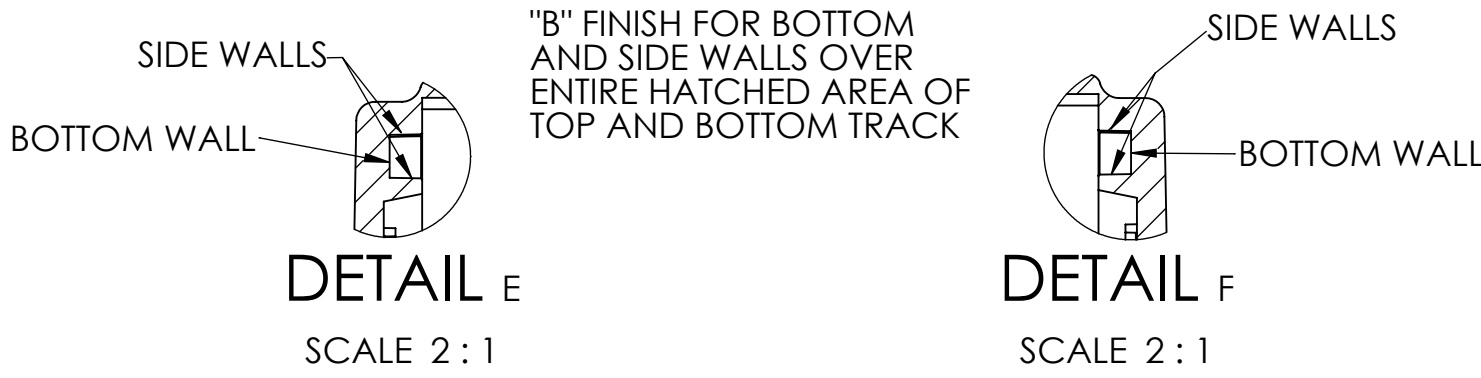 SIDE WALLS
BOTTOM WALL
DETAIL E
SCALE 2 : 1
"B" FINISH FOR BOTTOM
AND SIDE WALLS OVER
ENTIRE HATCHED AREA OF
TOP AND BOTTOM TRACK
SIDE WALLS
BOTTOM WALL
DETAIL F
SCALE 2 : 1